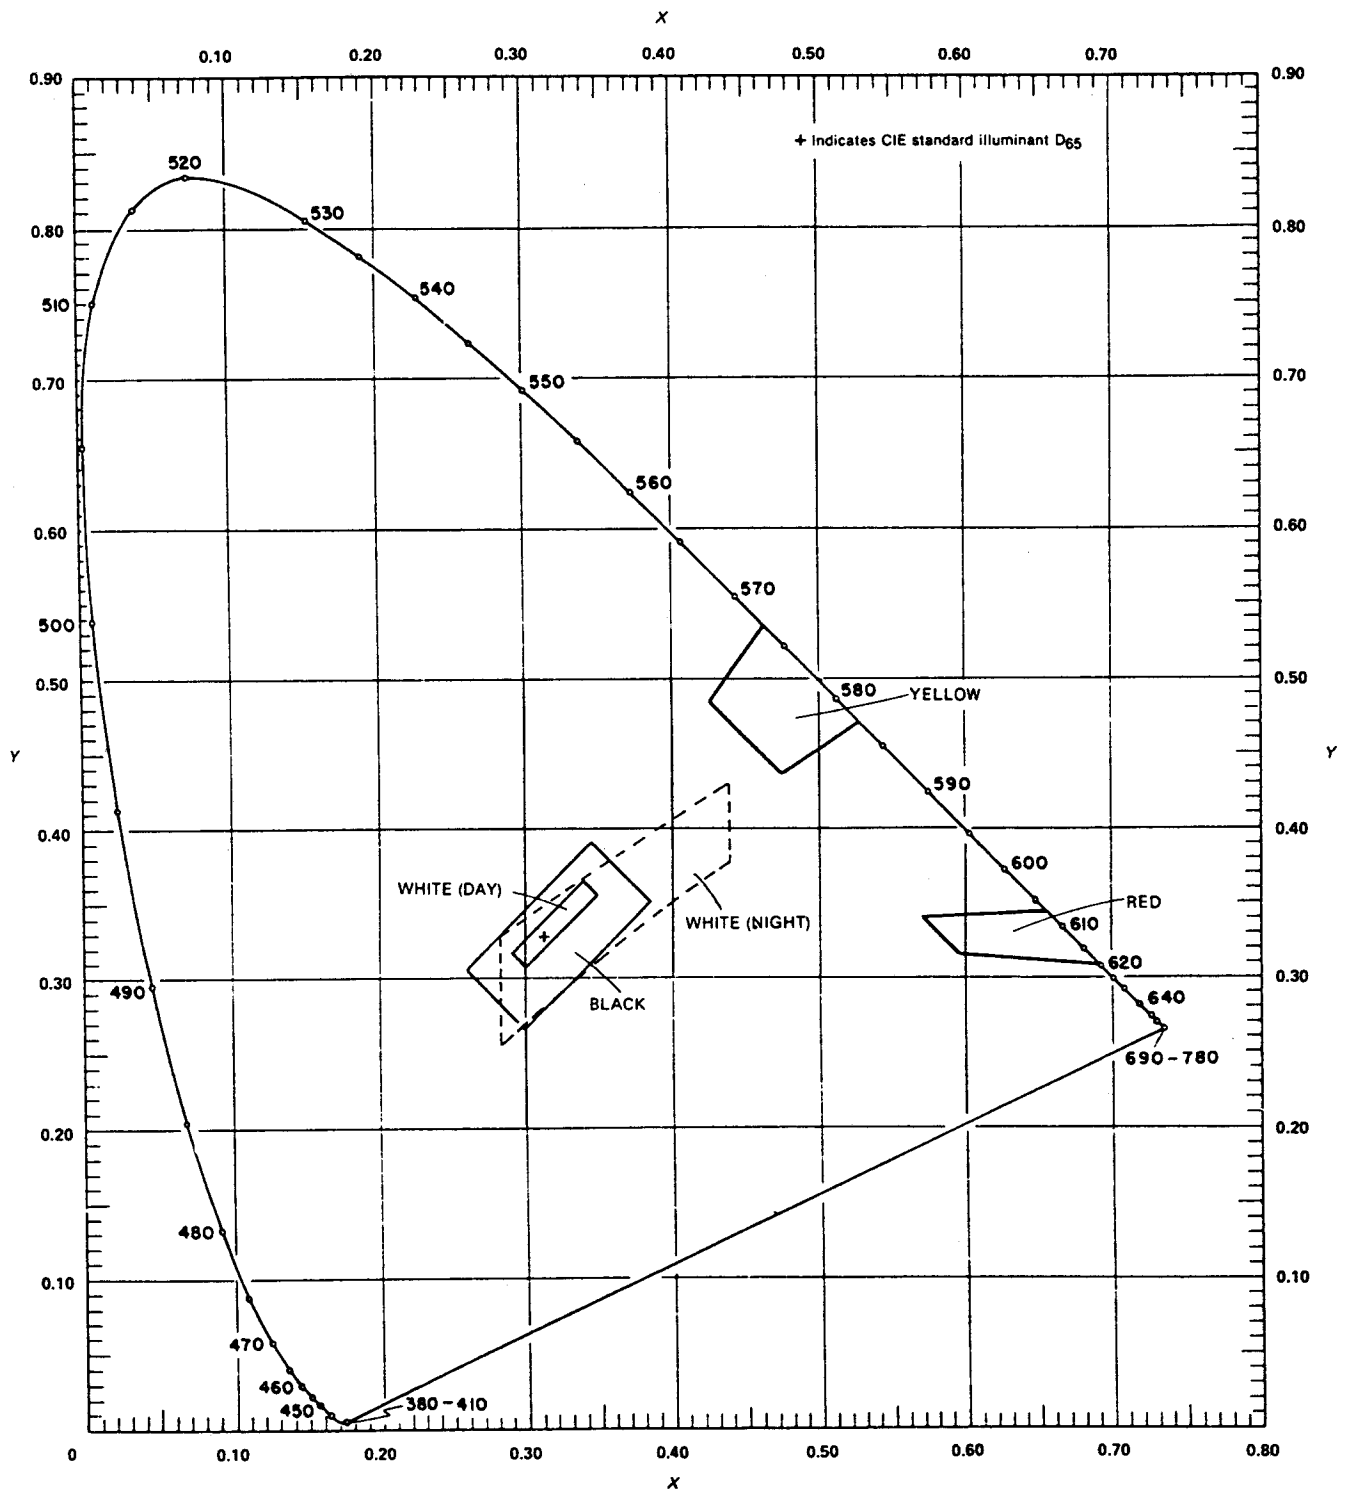 X
0.10 0.20 0.30 0.40 0.50 0.60 0.70
0.90 0.90
+ Indicates CIE standard illuminant D65
520
530
0.80 0.80
540
510
0.70 550 0.70
560
0.60 0.60
570
500
0.50 580 0.50
YELLOW
Y Y
590
0.40 0.40
600
WHITE (DAY)
RED
WHITE (NIGHT) 610
620
0.30 0.30
490 BLACK 640
690-780
0.20 0.20
480
0.10 0.10
470
460
450 380-410
0 0.10 0.20 0.30 0.40 0.50 0.60 0.70 0.80
X